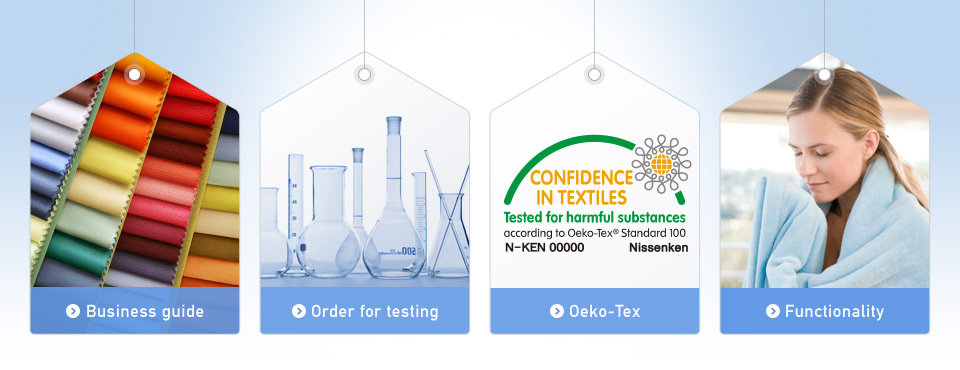 CONFIDENCE
IN TEXTILES
Tested for harmful substances
according to Oeko-Tex® Standard 100
N-KEN 00000 Nissenken
Business guide
Order for testing
Oeko-Tex
Functionality